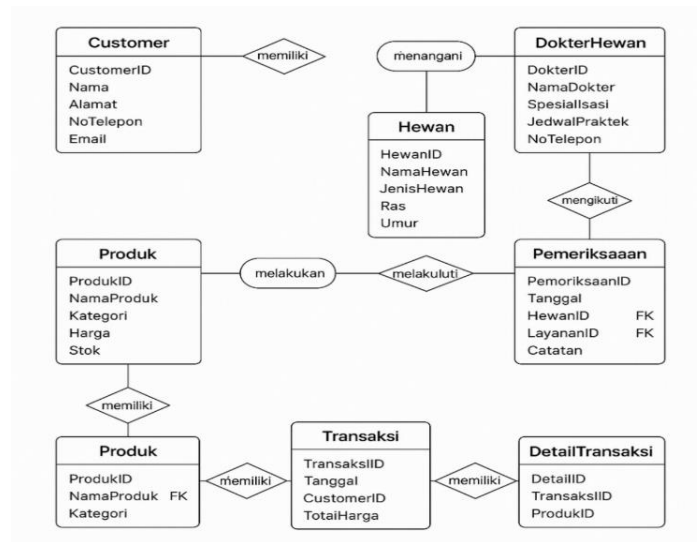 Customer
CustomerID
Nama
Alamat
NoTelepon
Email
memiliki
menangani
DokterHewan
DokterID
NamaDokter
SpesialIsasi
JedwalPraktek
NoTelepon
Hewan
HewanID
NamaHewan
JenisHewan
Ras
Umur
mengikuti
Produk
ProdukID
NamaProduk
Kategori
Harga
Stok
melakukan
melakuluti
Pemeriksaaan
PemoriksaanID
Tanggal
HewanID FK
LayananID FK
Catatan
memiliki
Produk
ProdukID
NamaProduk FK
Kategori
memiliki
Transaksi
TransaksIID
Tanggal
CustomerID
TotaiHarga
memiliki
DetailTransaksi
DetailID
TransaksIID
ProdukID